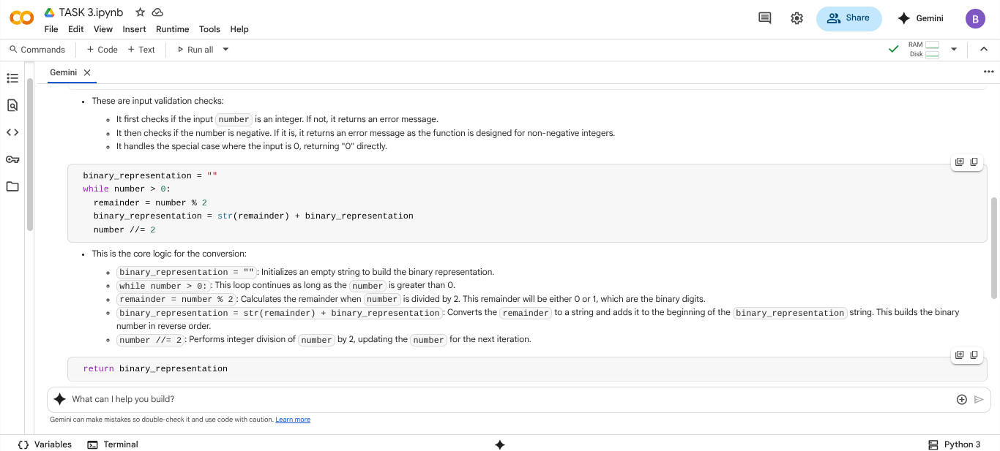 TASK 3.ipynb
File Edit View Insert Runtime Tools Help
Share
Gemini
B
Commands + Code + Text Run all
RAM
Disk
Gemini
These are input validation checks:
It first checks if the input number is an integer. If not, it returns an error message.
It then checks if the number is negative. If it is, it returns an error message as the function is designed for non-negative integers.
It handles the special case where the input is 0, returning "0" directly.
binary_representation = ""
while number > 0:
remainder = number % 2
binary_representation = str(remainder) + binary_representation
number //= 2
This is the core logic for the conversion:
binary_representation = "": Initializes an empty string to build the binary representation.
while number > 0:: This loop continues as long as the number is greater than 0.
remainder = number % 2: Calculates the remainder when number is divided by 2. This remainder will be either 0 or 1, which are the binary digits.
binary_representation = str(remainder) + binary_representation: Converts the remainder to a string and adds it to the beginning of the binary_representation string. This builds the binary
number in reverse order.
number //= 2: Performs integer division of number by 2, updating the number for the next iteration.
return binary_representation
What can I help you build?
Gemini can make mistakes so double-check it and use code with caution. Learn more
Variables Terminal
Python 3